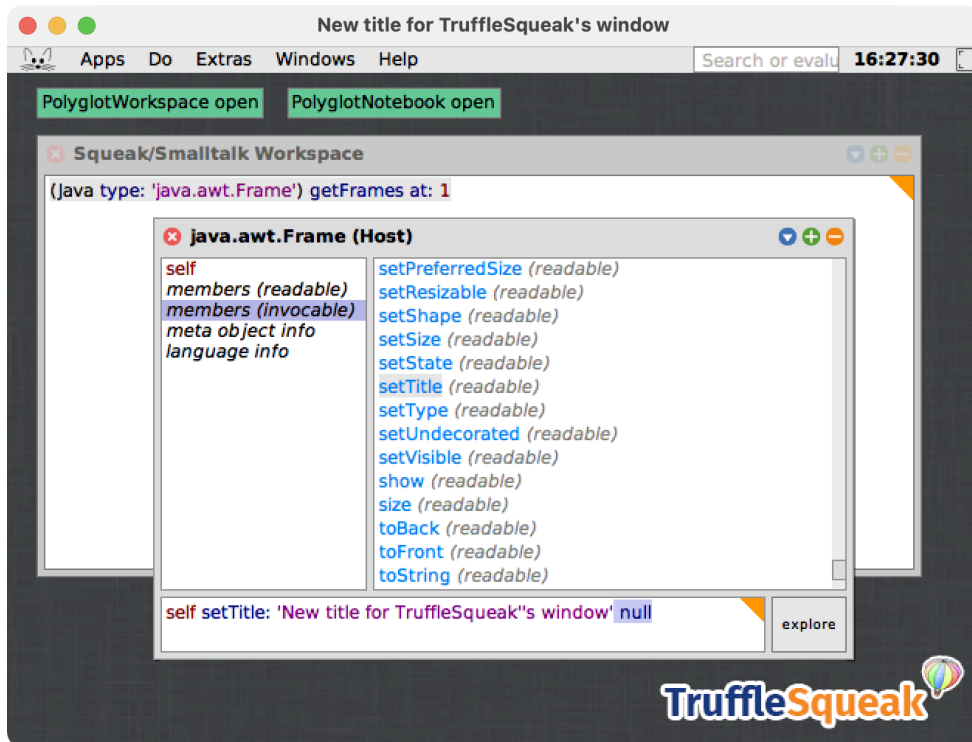 New title for TruffleSqueak's window
Apps Do Extras Windows Help Search or evalu 16:27:30
PolyglotWorkspace open PolyglotNotebook open
Squeak/Smalltalk Workspace
(Java type: 'java.awt.Frame') getFrames at: 1
java.awt.Frame (Host)
self
members (readable)
members (invocable)
meta object info
language info
setPreferredSize (readable)
setResizable (readable)
setShape (readable)
setSize (readable)
setState (readable)
setTitle (readable)
setType (readable)
setUndecorated (readable)
setVisible (readable)
show (readable)
size (readable)
toBack (readable)
toFront (readable)
toString (readable)
self setTitle: 'New title for TruffleSqueak''s window' null
explore
TruffleSqueak